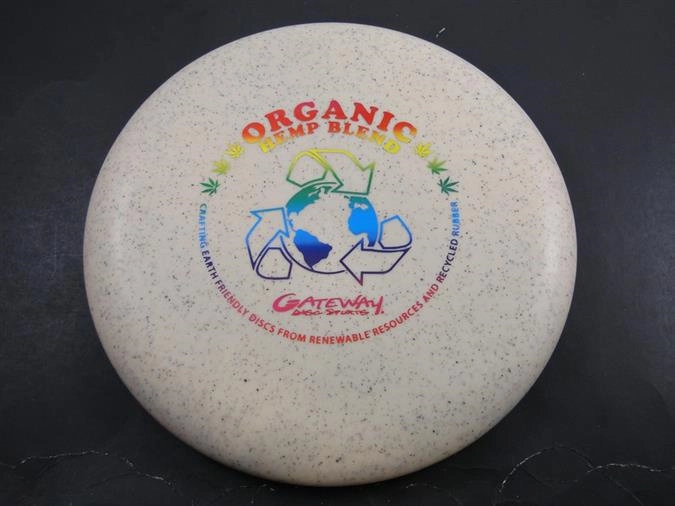 ORGANIC
HEMP BLEND
GATEWAY
DISC SPORTS
CRAFTING EARTH FRIENDLY DISCS FROM RENEWABLE RESOURCES AND RECYCLED RUBBER